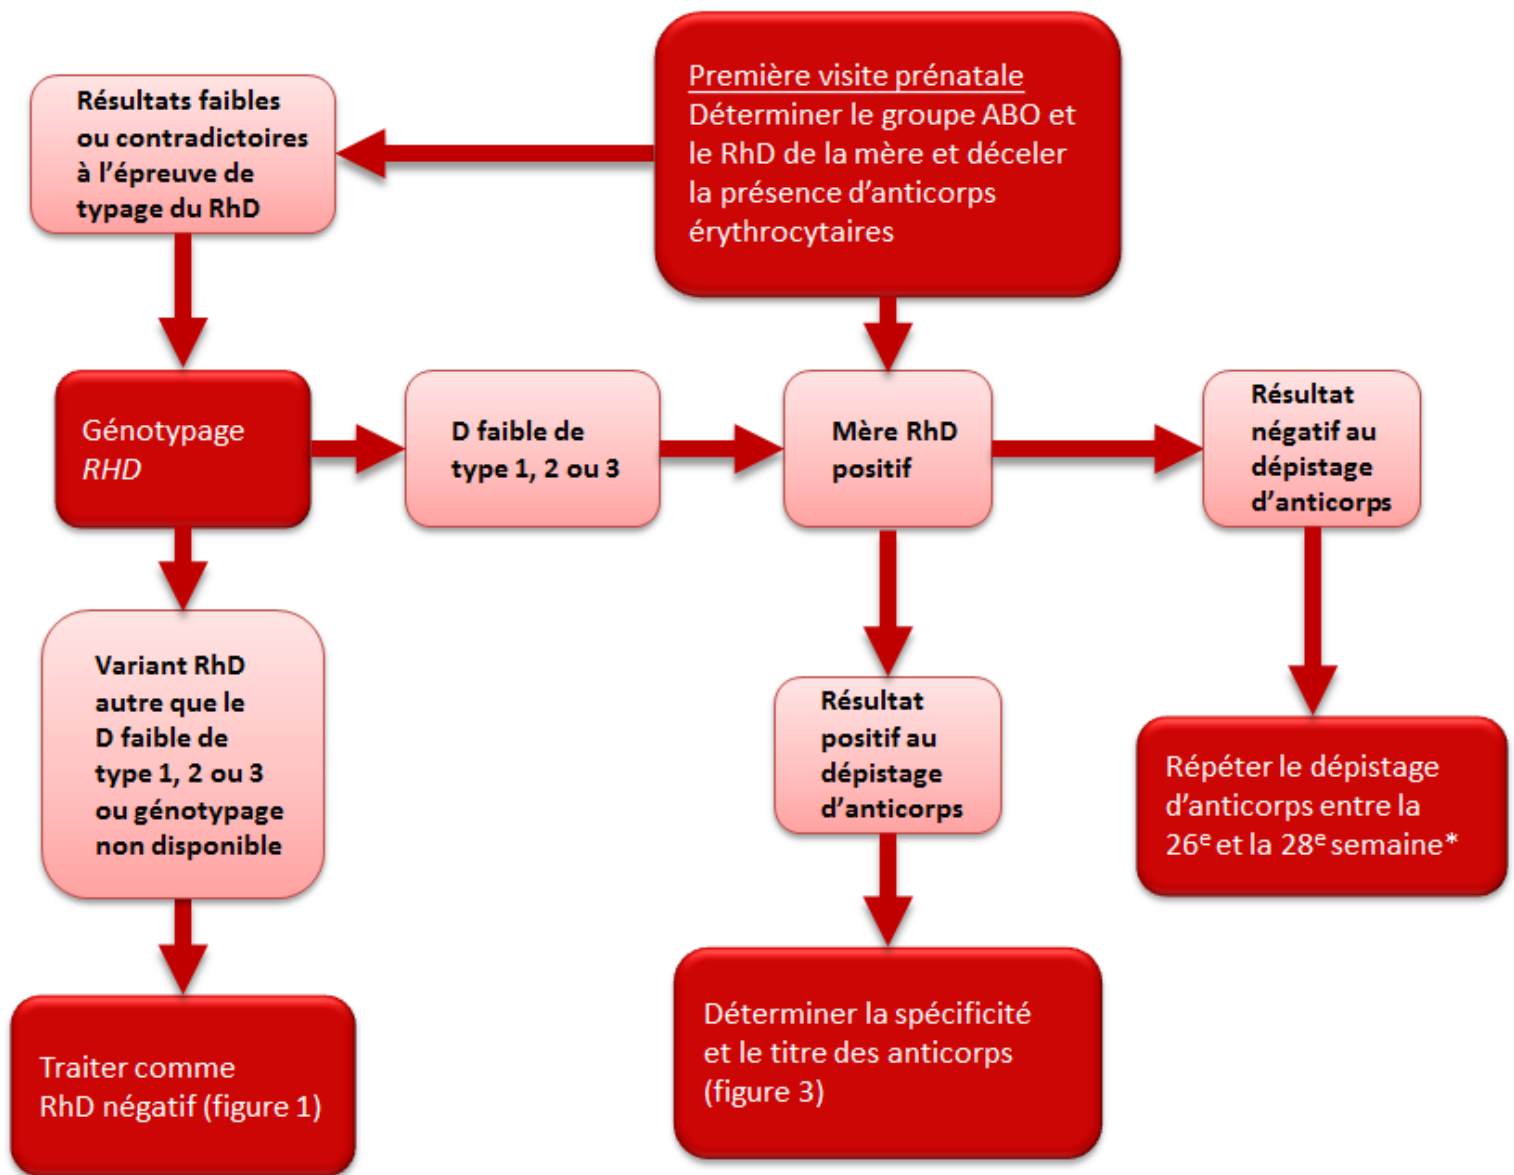 Première visite prénatale
Déterminer le groupe ABO et
le RhD de la mère et déceler
la présence d’anticorps
érythrocytaires
Résultats faibles
ou contradictoires
à l’épreuve de
typage du RhD
Génotypage
RHD
D faible de
type 1, 2 ou 3
Mère RhD
positif
Résultat
négatif au
dépistage
d’anticorps
Variant RhD
autre que le
D faible de
type 1, 2 ou 3
ou génotypage
non disponible
Résultat
positif au
dépistage
d’anticorps
Répéter le dépistage
d’anticorps entre la
26e et la 28e semaine*
Traiter comme
RhD négatif (figure 1)
Déterminer la spécificité
et le titre des anticorps
(figure 3)